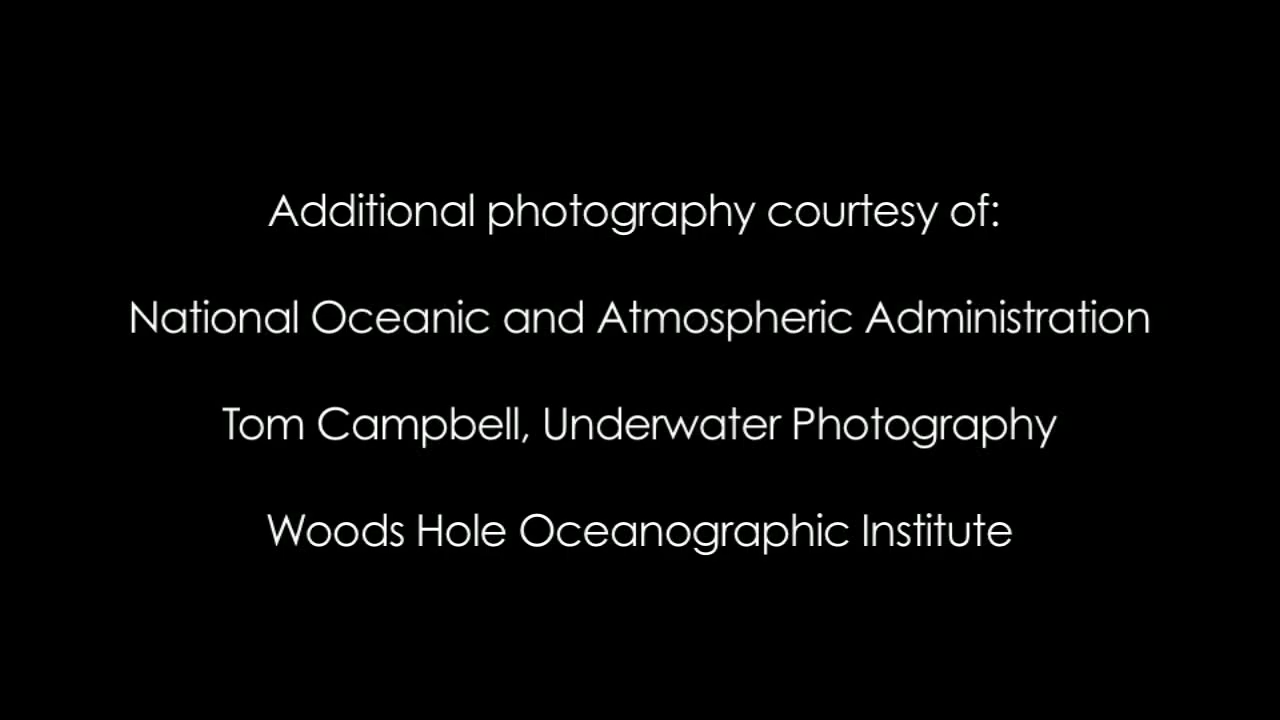 Additional photography courtesy of:
National Oceanic and Atmospheric Administration
Tom Campbell, Underwater Photography
Woods Hole Oceanographic Institute